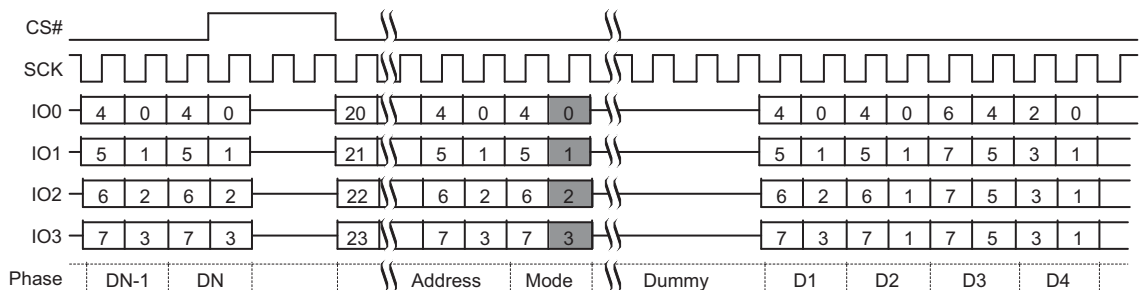 CS#
SCK
IO0 4 0 4 0 20 4 0 4 0 4 0 4 0 6 4 2 0
IO1 5 1 5 1 21 5 1 5 1 5 1 5 1 7 5 3 1
IO2 6 2 6 2 22 6 2 6 2 6 2 6 1 7 5 3 1
IO3 7 3 7 3 23 7 3 7 3 7 3 7 1 7 5 3 1
Phase DN-1 DN Address Mode Dummy D1 D2 D3 D4